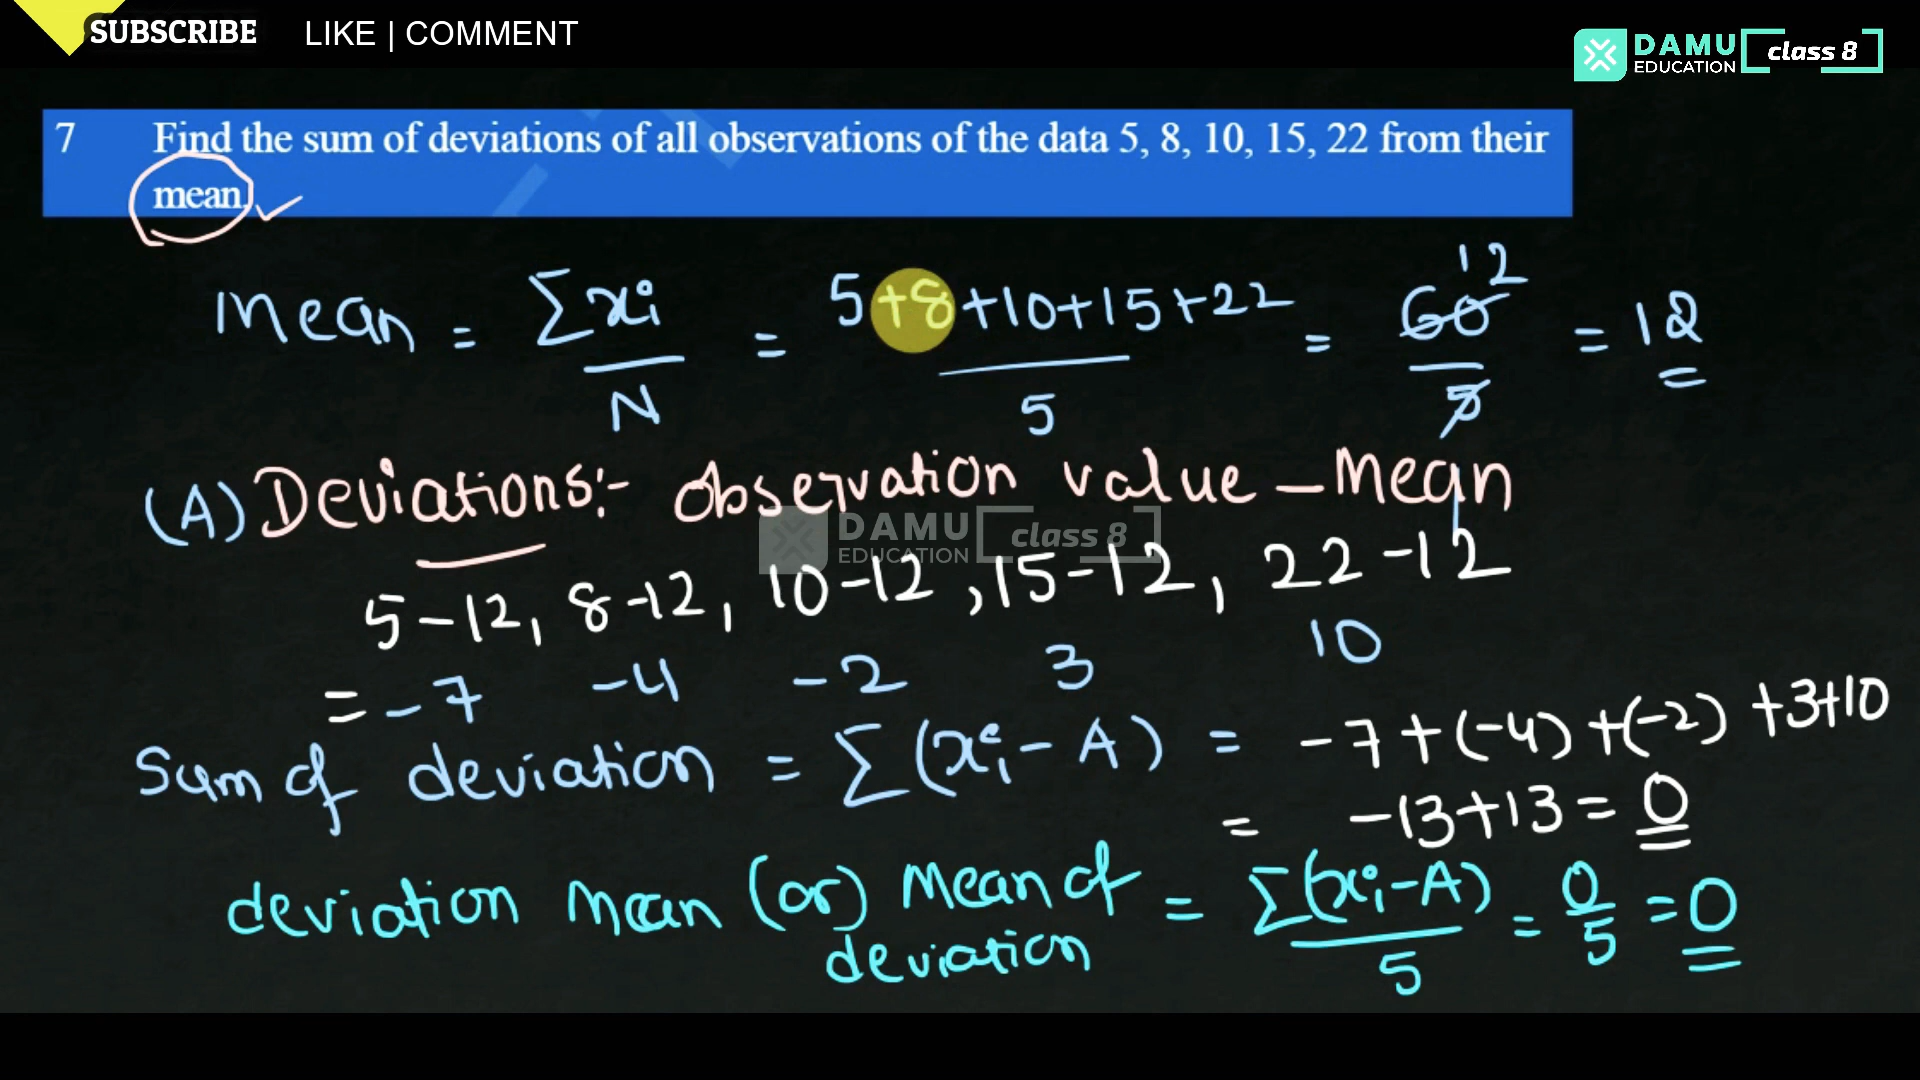 SUBSCRIBE LIKE | COMMENT
DAMU EDUCATION class 8
7 Find the sum of deviations of all observations of the data 5, 8, 10, 15, 22 from their
mean.
Mean = Σxi/N = 5+8+10+15+22/5 = 60/5 12 = 12
(A) Deviations:- Observation value - Mean
DAMU EDUCATION class 8
5-12, 8-12, 10-12, 15-12, 22-12
= -7 -4 -2 3 10
Sum of deviation = Σ(xi-A) = -7+(-4)+(-2)+3+10
= -13+13=0
deviation mean (or) Mean of deviation = Σ(xi-A)/5 = 0/5 = 0